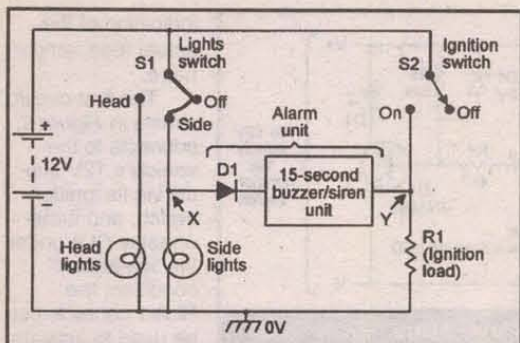 Lights
switch
S1
Head
Off
Side
Ignition
switch
S2
On
Off
Alarm
unit
+
12V
D1
15-second
buzzer/siren
unit
X
Y
Head
lights
Side
lights
R1
(Ignition
load)
0V